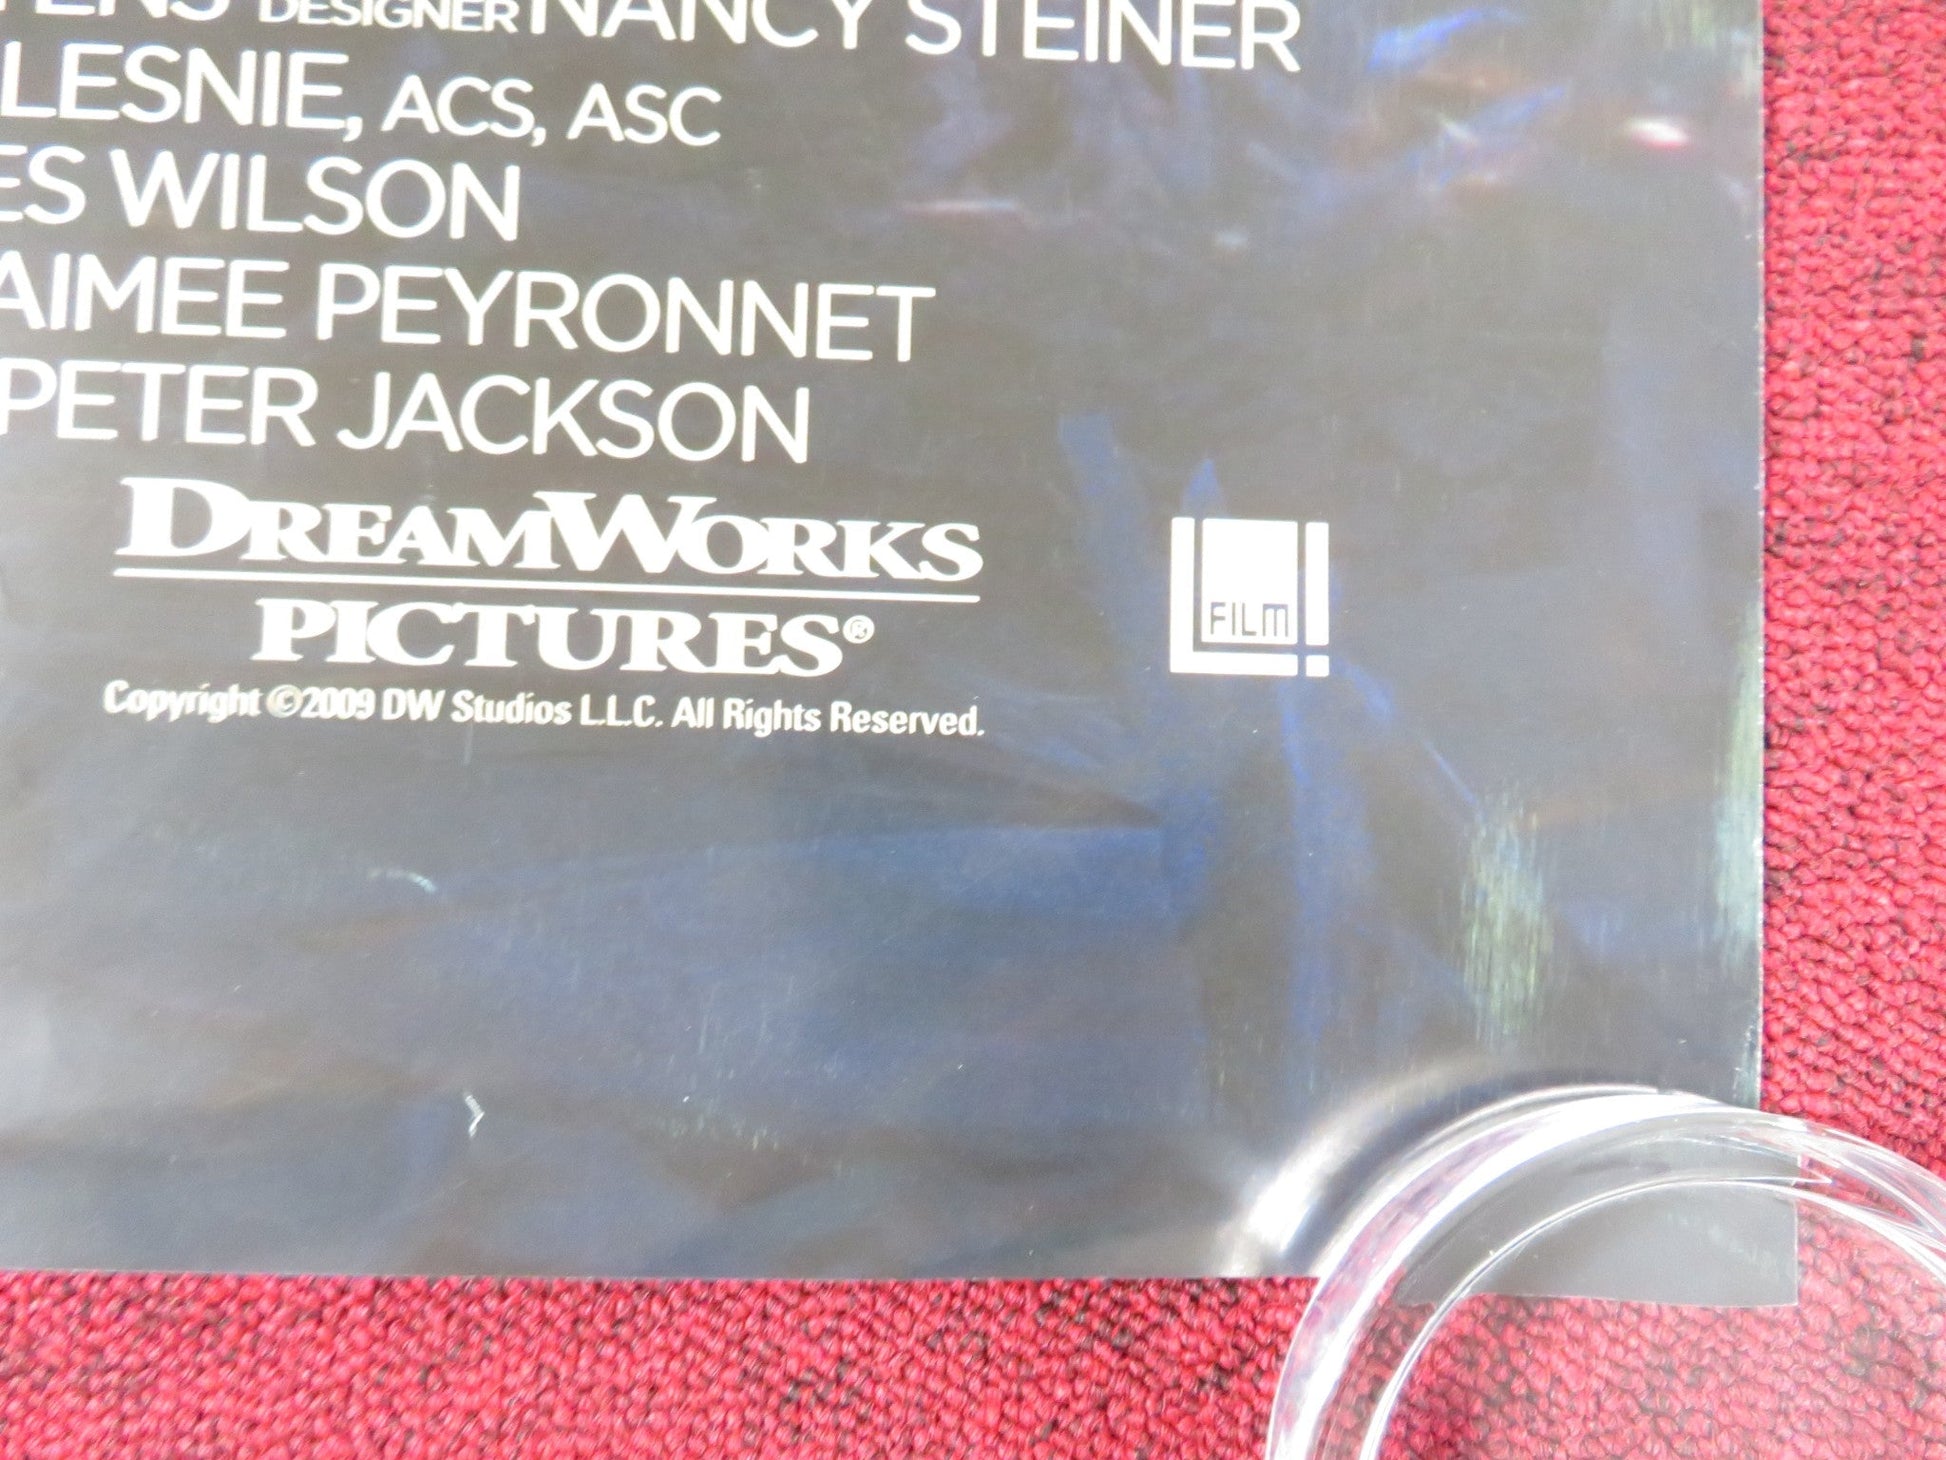 DESIGNER NANCY STEINER
LESNIE, ACS, ASC
WILSON
AIMEE PEYRONNET
PETER JACKSON
DREAMWORKS
PICTURES®
Copyright ©2009 DW Studios L.L.C. All Rights Reserved.
FILM